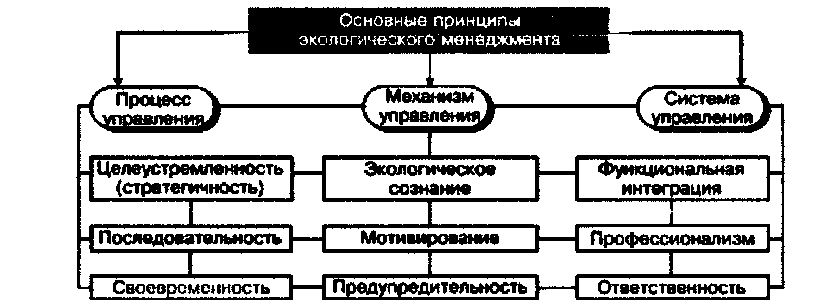 Основные принципы
экологического менеджмента
Процесс
управления
Механизм
управления
Система
управления
Целеустремленность
(стратегичность)
Экологическое
сознание
Функциональная
интеграция
Последовательность
Мотивирование
Профессионализм
Своевременность
Предупредительность
Ответственность